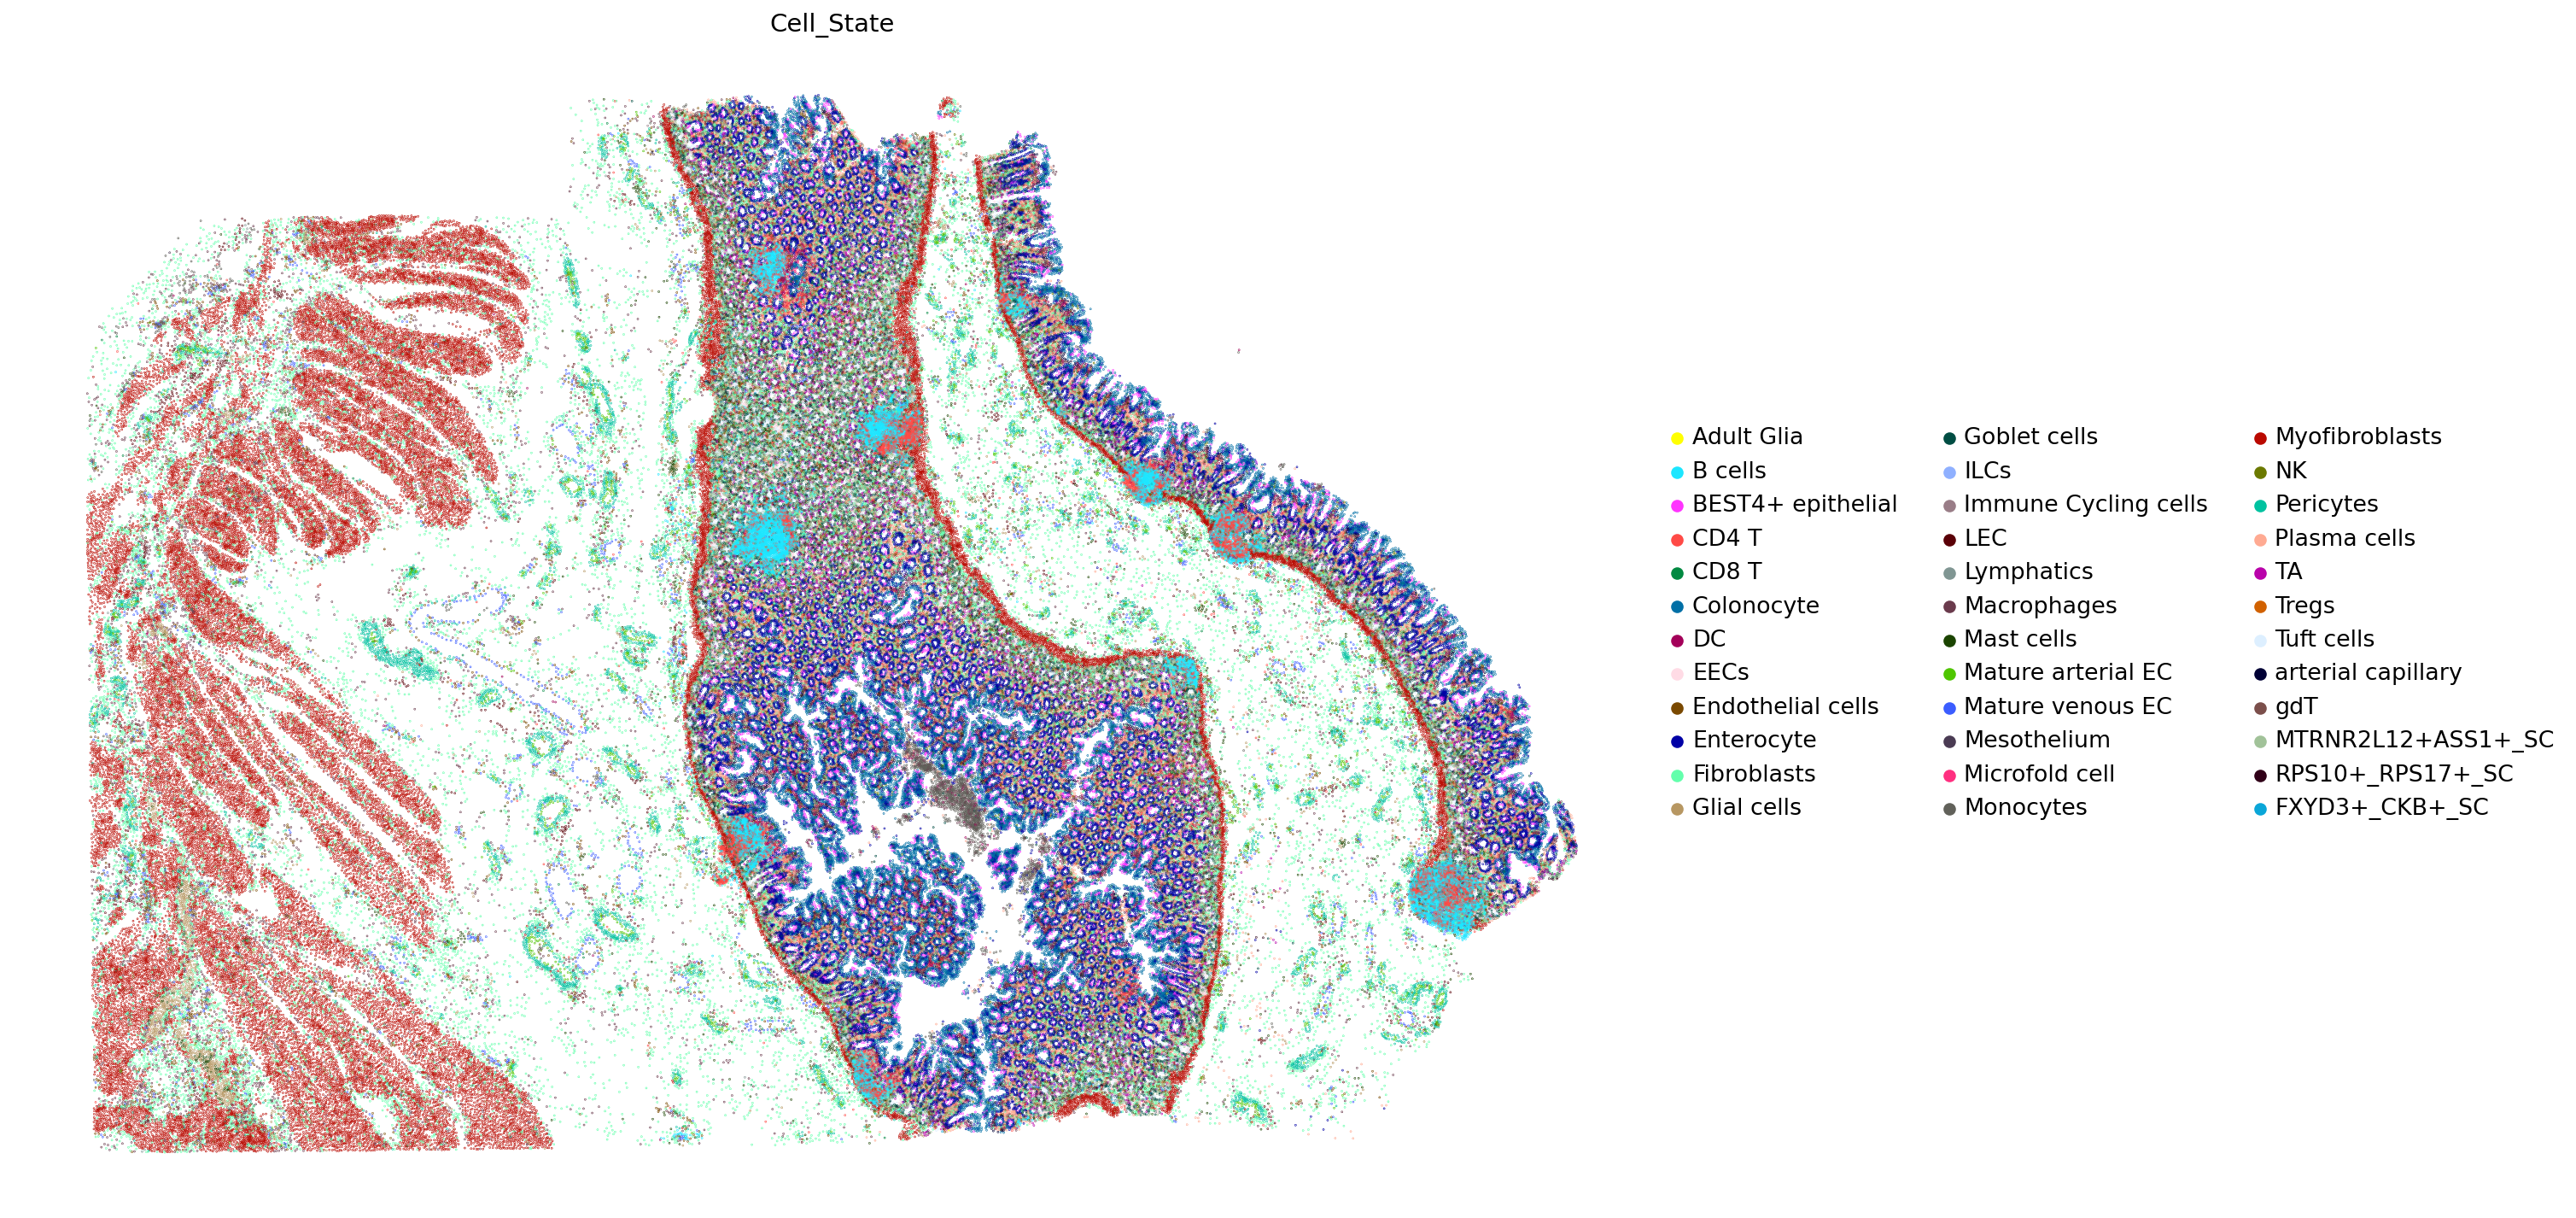 Cell_State
Adult Glia
B cells
BEST4+ epithelial
CD4 T
CD8 T
Colonocyte
DC
EECs
Endothelial cells
Enterocyte
Fibroblasts
Glial cells
Goblet cells
ILCs
Immune Cycling cells
LEC
Lymphatics
Macrophages
Mast cells
Mature arterial EC
Mature venous EC
Mesothelium
Microfold cell
Monocytes
Myofibroblasts
NK
Pericytes
Plasma cells
TA
Tregs
Tuft cells
arterial capillary
gdT
MTRNR2L12+ASS1+_SC
RPS10+_RPS17+_SC
FXYD3+_CKB+_SC